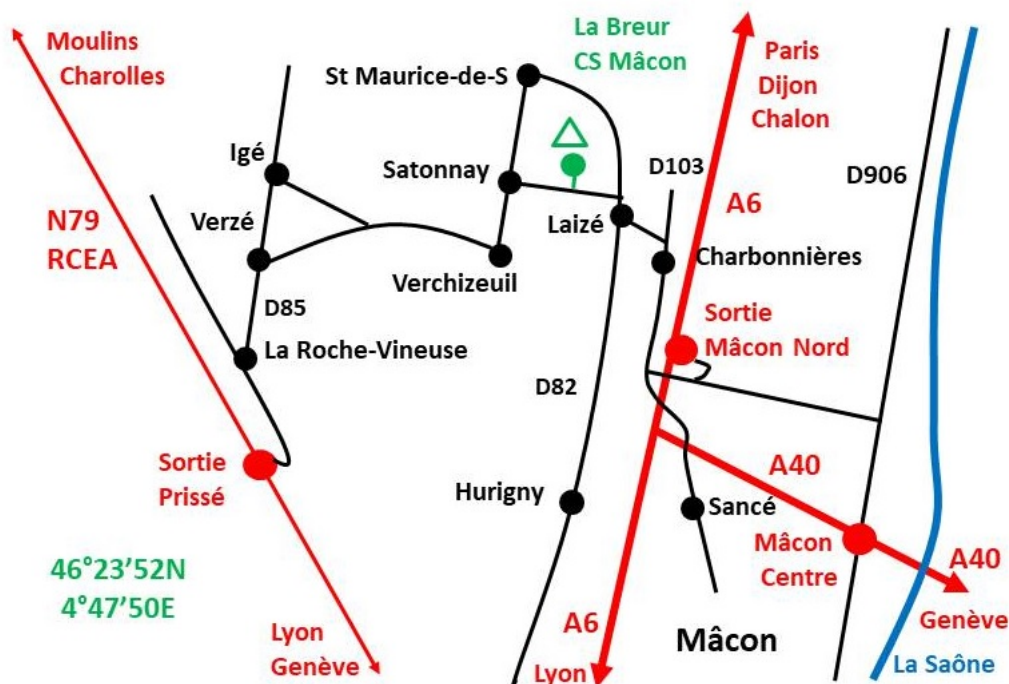 Moulins
Charolles
La Breur
CS Mâcon
Paris
Dijon
Chalon
St Maurice-de-S
Igé
Satonnay
D103
D906
N79
RCEA
Verzé
Laizé
A6
Verchizeuil
Charbonnières
D85
Sortie
Mâcon Nord
La Roche-Vineuse
D82
Sortie
Prissé
Hurigny
A40
Sancé
Mâcon
Centre
A40
46°23’52N
4°47’50E
Genève
A6
Mâcon
Lyon
Genève
Lyon
La Saône